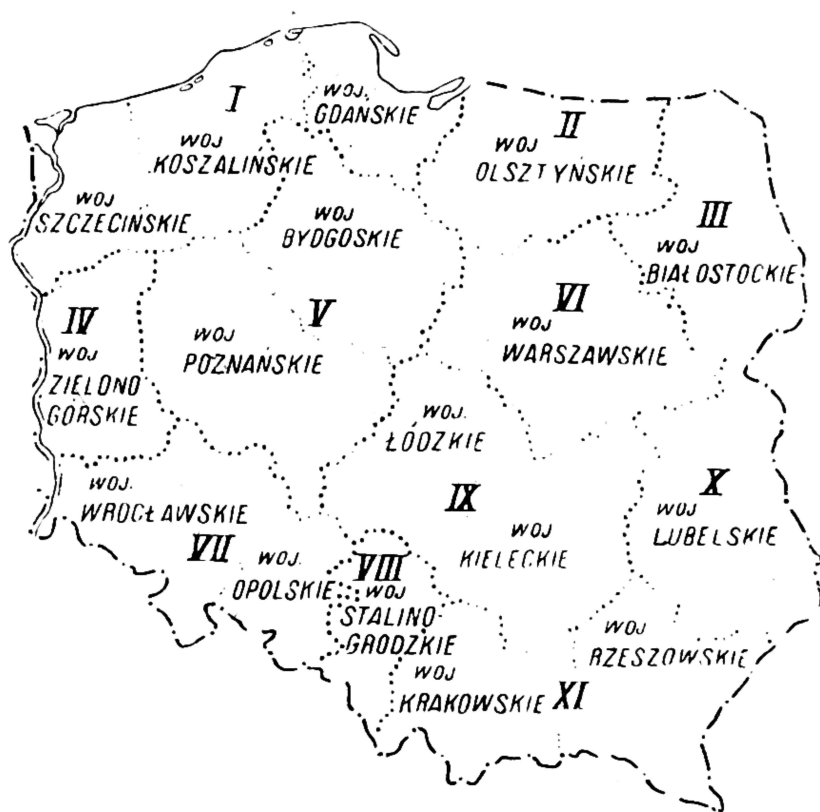 I
WOJ.
GDAŃSKIE
WOJ
KOSZALIŃSKIE
II
WOJ
OLSZTYŃSKIE
WOJ
SZCZECIŃSKIE
WOJ
BYDGOSKIE
III
WOJ
BIAŁOSTOCKIE
IV
WOJ
ZIELONO
GÓRSKIE
V
WOJ
POZNAŃSKIE
VI
WOJ
WARSZAWSKIE
WOJ.
ŁÓDZKIE
WOJ.
WROCŁAWSKIE
VII
IX
WOJ
KIELECKIE
X
WOJ
LUBELSKIE
WOJ.
OPOLSKIE
VIII
WOJ
STALINO-
GRODZKIE
WOJ
KRAKOWSKIE
XI
WOJ
RZESZOWSKIE